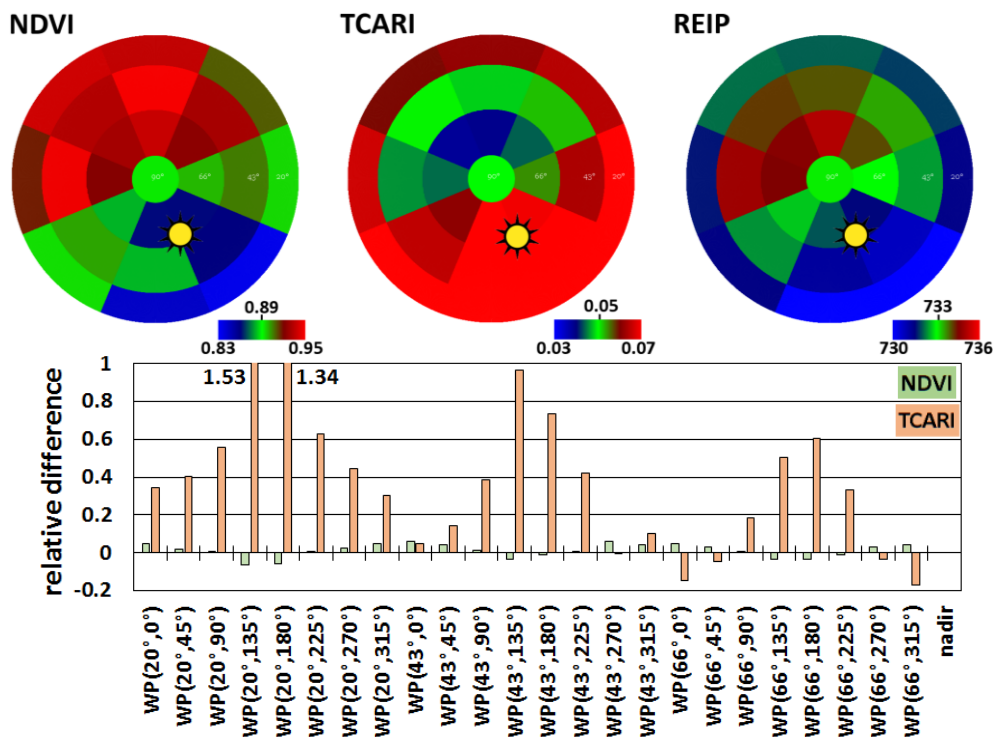 NDVI
TCARI
REIP
90° 66° 43° 20°
90° 66° 43° 20°
90° 66° 43° 20°
0.89
0.83 0.95
0.05
0.03 0.07
733
730 736
relative difference
1
0.8
0.6
0.4
0.2
0
-0.2
1.53
1.34
NDVI
TCARI
WP(20°,0°)
WP(20°,45°)
WP(20°,90°)
WP(20°,135°)
WP(20°,180°)
WP(20°,225°)
WP(20°,270°)
WP(20°,315°)
WP(43°,0°)
WP(43°,45°)
WP(43°,90°)
WP(43°,135°)
WP(43°,180°)
WP(43°,225°)
WP(43°,270°)
WP(43°,315°)
WP(66°,0°)
WP(66°,45°)
WP(66°,90°)
WP(66°,135°)
WP(66°,180°)
WP(66°,225°)
WP(66°,270°)
WP(66°,315°)
nadir